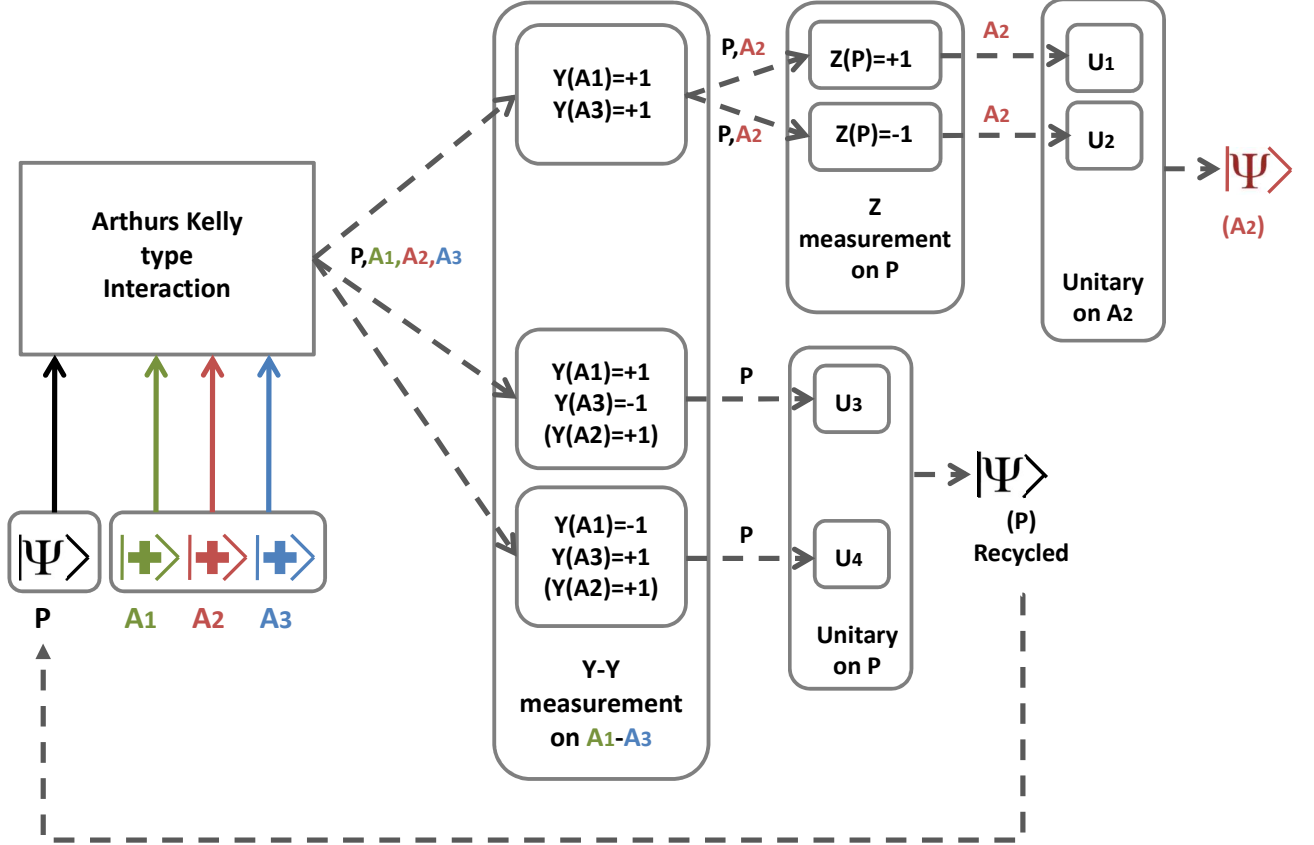 Y(A1)=+1
Y(A3)=+1
P,A2
P,A2
Z(P)=+1
Z(P)=-1
Z
measurement
on P
A2
A2
U1
U2
Unitary
on A2
|Ψ⟩
(A2)
Arthurs Kelly
type
Interaction
P,A1,A2,A3
Y(A1)=+1
Y(A3)=-1
(Y(A2)=+1)
P
U3
Y(A1)=-1
Y(A3)=+1
(Y(A2)=+1)
P
U4
Unitary
on P
|Ψ⟩
(P)
Recycled
|Ψ⟩
|+⟩ |+⟩ |+⟩
P
A1
A2
A3
Y-Y
measurement
on A1-A3